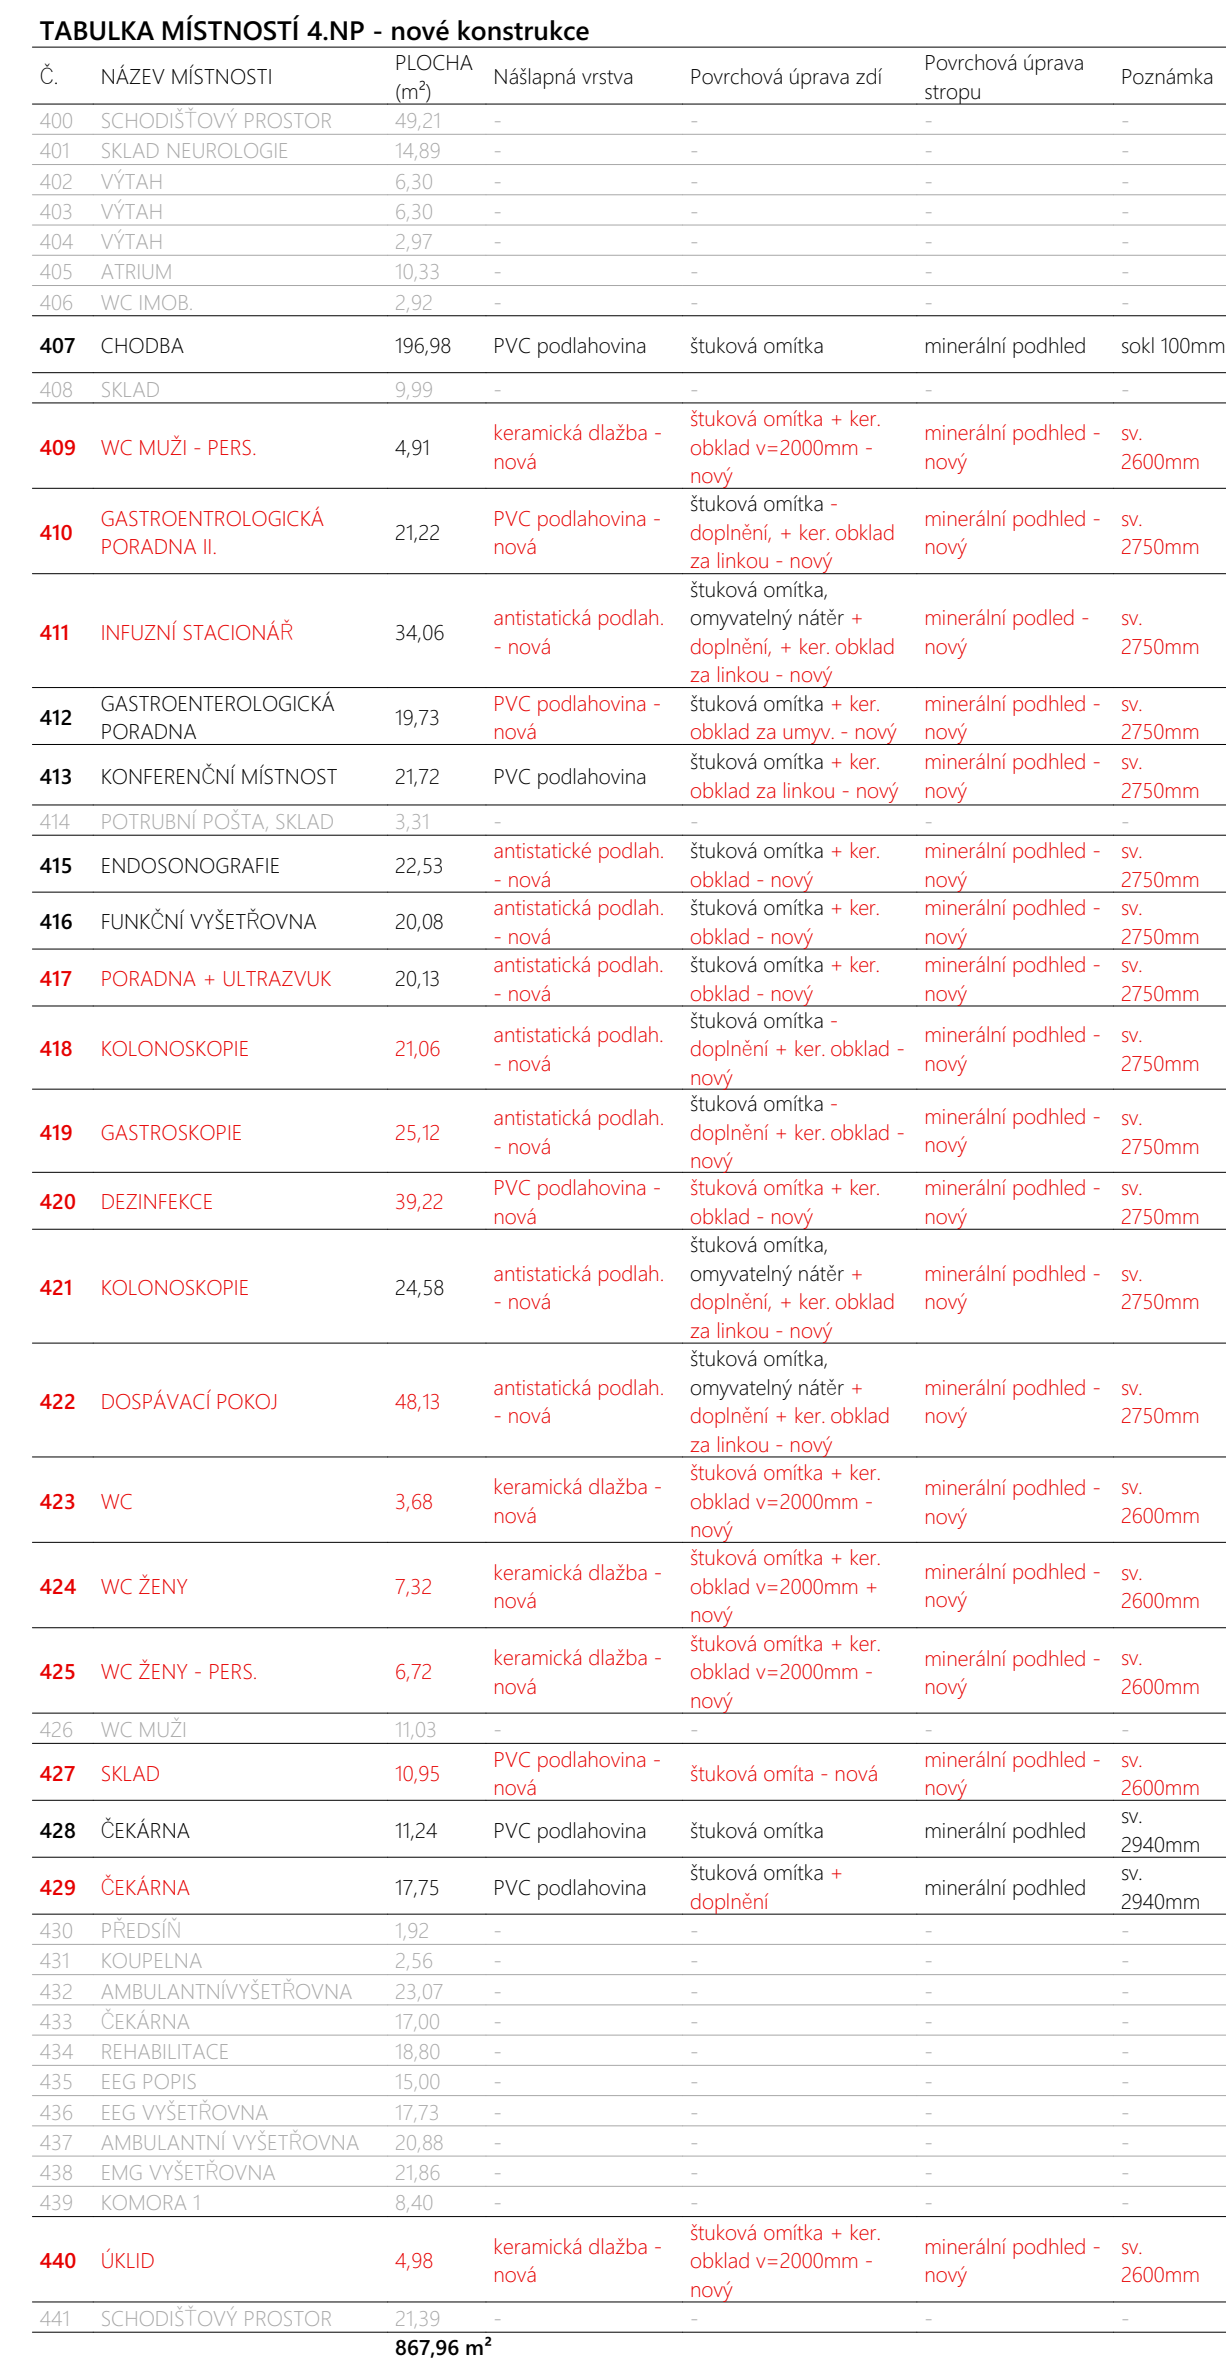 TABULKA MÍSTNOSTÍ 4.NP - nové konstrukce
Č. NÁZEV MÍSTNOSTI PLOCHA (m²) Nášlapná vrstva Povrchová úprava zdí Povrchová úprava stropu Poznámka
400 SCHODIŠŤOVÝ PROSTOR 49,21 - - - -
401 SKLAD NEUROLOGIE 14,89 - - - -
402 VÝTAH 6,30 - - - -
403 VÝTAH 6,30 - - - -
404 VÝTAH 2,97 - - - -
405 ATRIUM 10,33 - - - -
406 WC IMOB. 2,92 - - - -
407 CHODBA 196,98 PVC podlahovina štuková omítka minerální podhled sokl 100mm
408 SKLAD 9,99 - - - -
409 WC MUŽI - PERS. 4,91 keramická dlažba - nová štuková omítka + ker. obklad v=2000mm - nový minerální podhled - nový sv. 2600mm
410 GASTROENTROLOGICKÁ PORADNA II. 21,22 PVC podlahovina - nová štuková omítka - doplnění, + ker. obklad za linkou - nový minerální podhled - nový sv. 2750mm
411 INFUZNÍ STACIONÁŘ 34,06 antistatická podlah. - nová štuková omítka, omyvatelný nátěr + doplnění, + ker. obklad za linkou - nový minerální podled - nový sv. 2750mm
412 GASTROENTEROLOGICKÁ PORADNA 19,73 PVC podlahovina - nová štuková omítka + ker. obklad za umyv. - nový minerální podhled - nový sv. 2750mm
413 KONFERENČNÍ MÍSTNOST 21,72 PVC podlahovina štuková omítka + ker. obklad za linkou - nový minerální podhled - nový sv. 2750mm
414 POTRUBNÍ POŠTA, SKLAD 3,31 - - - -
415 ENDOSONOGRAFIE 22,53 antistatické podlah. - nová štuková omítka + ker. obklad - nový minerální podhled - nový sv. 2750mm
416 FUNKČNÍ VYŠETŘOVNA 20,08 antistatická podlah. - nová štuková omítka + ker. obklad - nový minerální podhled - nový sv. 2750mm
417 PORADNA + ULTRAZVUK 20,13 antistatická podlah. - nová štuková omítka + ker. obklad - nový minerální podhled - nový sv. 2750mm
418 KOLONOSKOPIE 21,06 antistatická podlah. - nová štuková omítka - doplnění + ker. obklad - nový minerální podhled - nový sv. 2750mm
419 GASTROSKOPIE 25,12 antistatická podlah. - nová štuková omítka - doplnění + ker. obklad - nový minerální podhled - nový sv. 2750mm
420 DEZINFEKCE 39,22 PVC podlahovina - nová štuková omítka + ker. obklad - nový minerální podhled - nový sv. 2750mm
421 KOLONOSKOPIE 24,58 antistatická podlah. - nová štuková omítka, omyvatelný nátěr + doplnění, + ker. obklad za linkou - nový minerální podhled - nový sv. 2750mm
422 DOSPÁVACÍ POKOJ 48,13 antistatická podlah. - nová štuková omítka, omyvatelný nátěr + doplnění + ker. obklad za linkou - nový minerální podhled - nový sv. 2750mm
423 WC 3,68 keramická dlažba - nová štuková omítka + ker. obklad v=2000mm - nový minerální podhled - nový sv. 2600mm
424 WC ŽENY 7,32 keramická dlažba - nová štuková omítka + ker. obklad v=2000mm + nový minerální podhled - nový sv. 2600mm
425 WC ŽENY - PERS. 6,72 keramická dlažba - nová štuková omítka + ker. obklad v=2000mm - nový minerální podhled - nový sv. 2600mm
426 WC MUŽI 11,03 - - - -
427 SKLAD 10,95 PVC podlahovina - nová štuková omíta - nová minerální podhled - nový sv. 2600mm
428 ČEKÁRNA 11,24 PVC podlahovina štuková omítka minerální podhled sv. 2940mm
429 ČEKÁRNA 17,75 PVC podlahovina štuková omítka + doplnění minerální podhled sv. 2940mm
430 PŘEDSÍŇ 1,92 - - - -
431 KOUPELNA 2,56 - - - -
432 AMBULANTNÍVYŠETŘOVNA 23,07 - - - -
433 ČEKÁRNA 17,00 - - - -
434 REHABILITACE 18,80 - - - -
435 EEG POPIS 15,00 - - - -
436 EEG VYŠETŘOVNA 17,73 - - - -
437 AMBULANTNÍ VYŠETŘOVNA 20,88 - - - -
438 EMG VYŠETŘOVNA 21,86 - - - -
439 KOMORA 1 8,40 - - - -
440 ÚKLID 4,98 keramická dlažba - nová štuková omítka + ker. obklad v=2000mm - nový minerální podhled - nový sv. 2600mm
441 SCHODIŠŤOVÝ PROSTOR 21,39 - - - -
867,96 m²